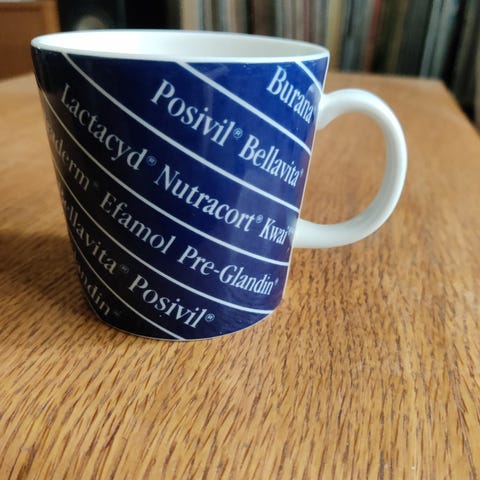 Burana
Posivil® Bellavita®
Lactacyd® Nutracort® Kwai
Efamol Pre-Glandin®
Posivil®